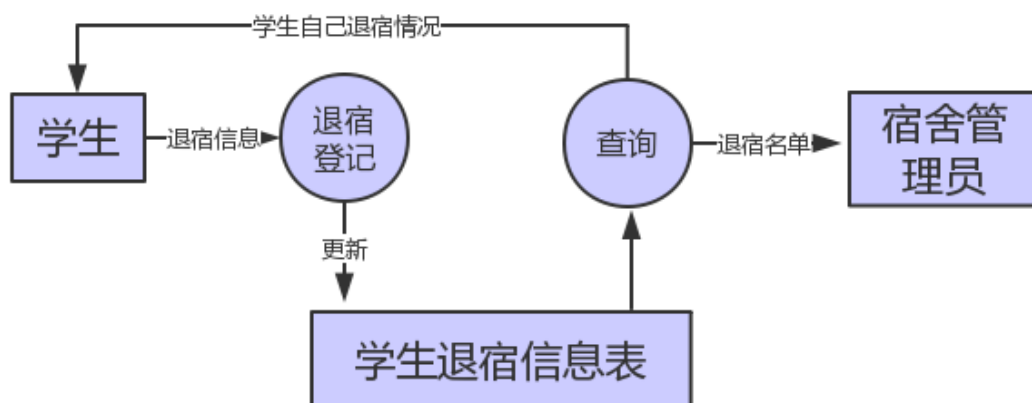 学生自己退宿情况
学生
退宿信息
退宿
登记
查询
退宿名单
宿舍管
理员
更新
学生退宿信息表